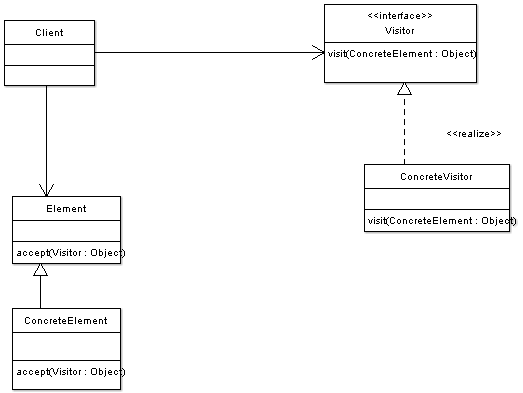 <<interface>>
Visitor
Client
visit(ConcreteElement : Object)
<<realize>>
ConcreteVisitor
visit(ConcreteElement : Object)
Element
accept(Visitor : Object)
ConcreteElement
accept(Visitor : Object)